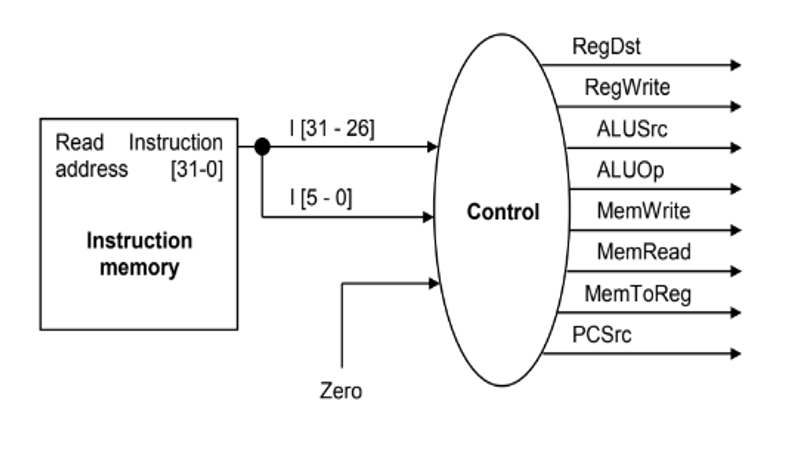 Read Instruction
address [31-0]
Instruction
memory
I [31 - 26]
I [5 - 0]
Zero
Control
RegDst
RegWrite
ALUSrc
ALUOp
MemWrite
MemRead
MemToReg
PCSrc